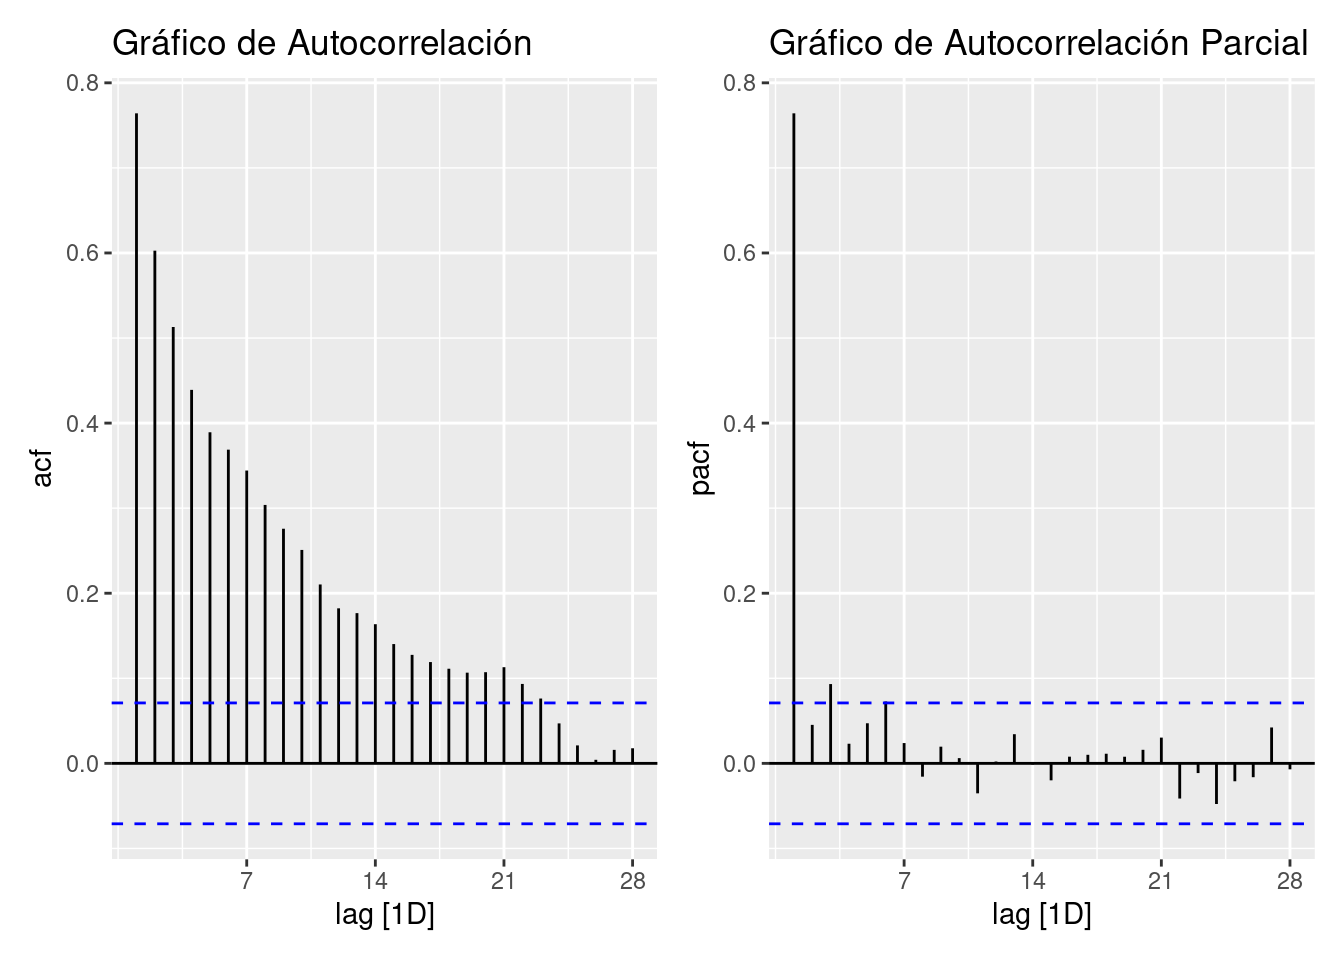 Gráfico de Autocorrelación
0.8
0.6
0.4
0.2
0.0
acf
7 14 21 28
lag [1D]
Gráfico de Autocorrelación Parcial
0.8
0.6
0.4
0.2
0.0
pacf
7 14 21 28
lag [1D]